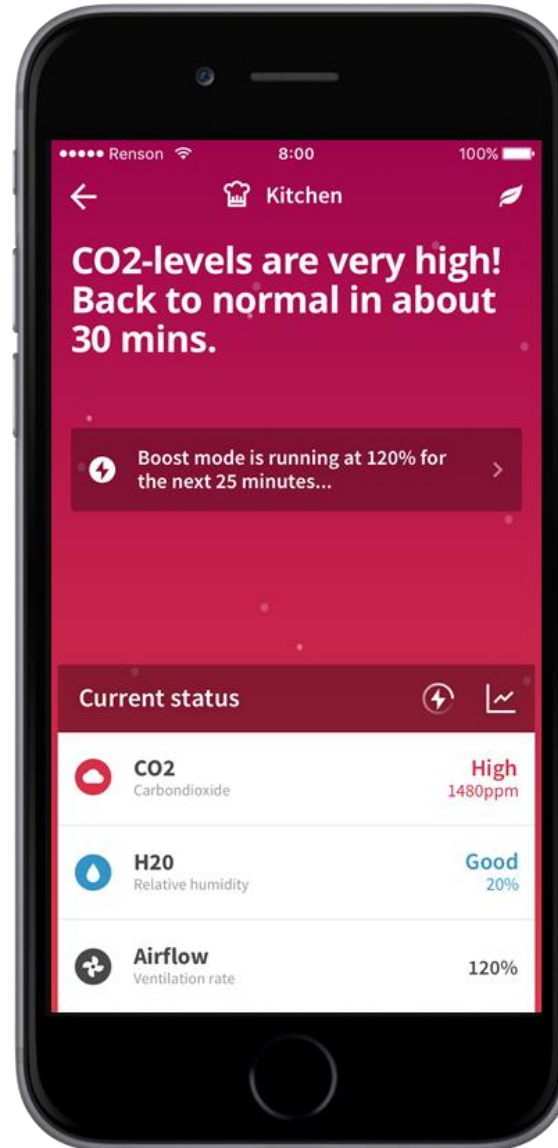 Renson 8:00 100%
Kitchen
CO2-levels are very high!
Back to normal in about
30 mins.
Boost mode is running at 120% for
the next 25 minutes...
Current status
CO2 High
Carbondioxide 1480ppm
H20 Good
Relative humidity 20%
Airflow 120%
Ventilation rate